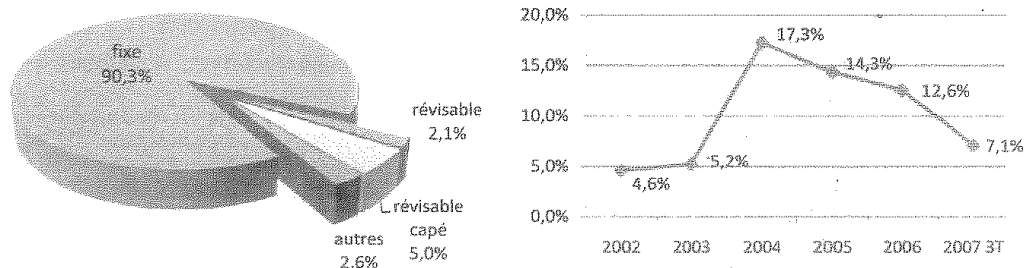 fixe
90,3%
révisable
2,1%
révisable
capé
5,0%
autres
2,6%
20,0%
15,0%
10,0%
5,0%
0,0%
4,6%
5,2%
17,3%
14,3%
12,6%
7,1%
2002 2003 2004 2005 2006 2007 3T